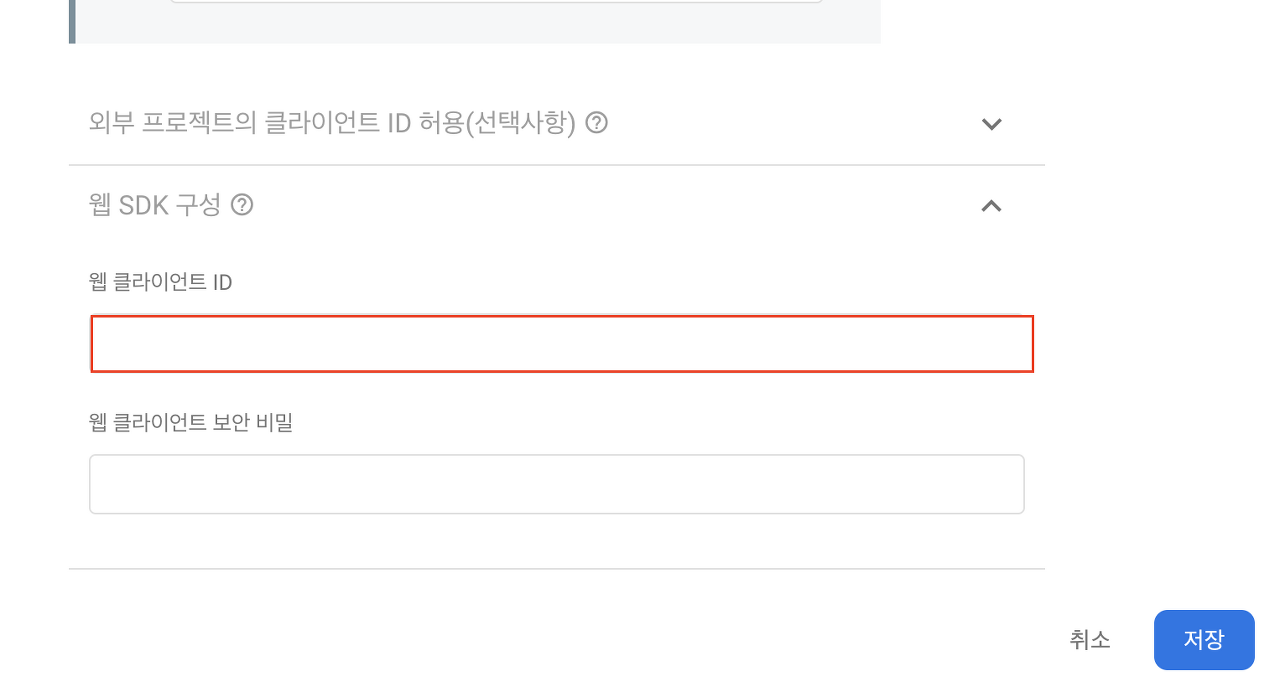 외부 프로젝트의 클라이언트 ID 허용(선택사항)
웹 SDK 구성
웹 클라이언트 ID
웹 클라이언트 보안 비밀
취소
저장